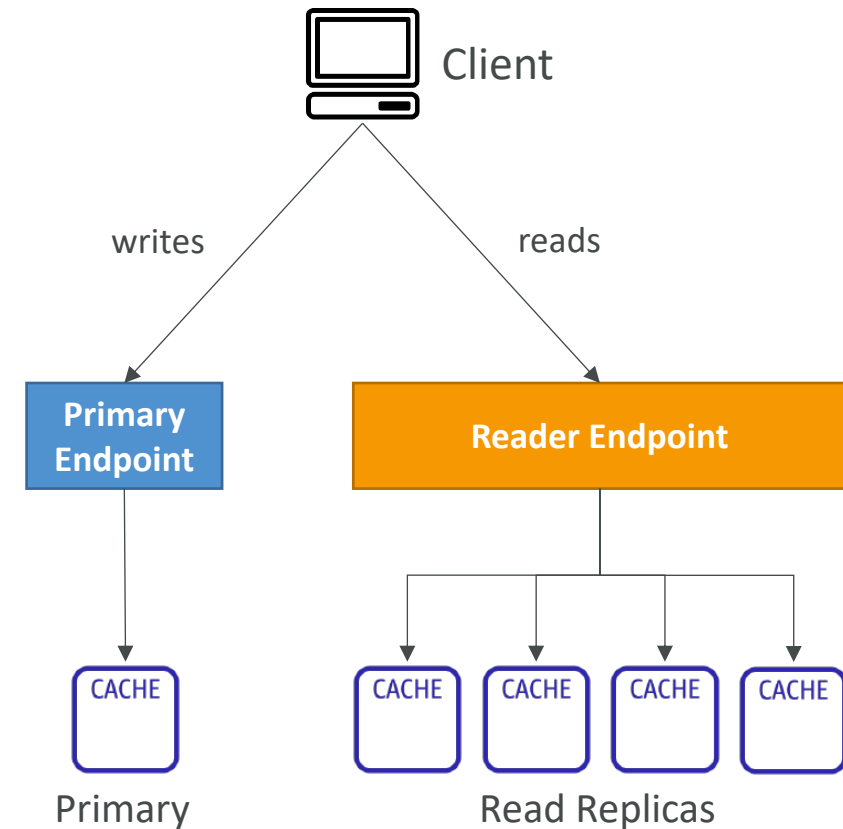 Client
writes
reads
Primary
Endpoint
Reader Endpoint
CACHE
CACHE
CACHE
CACHE
CACHE
Primary
Read Replicas